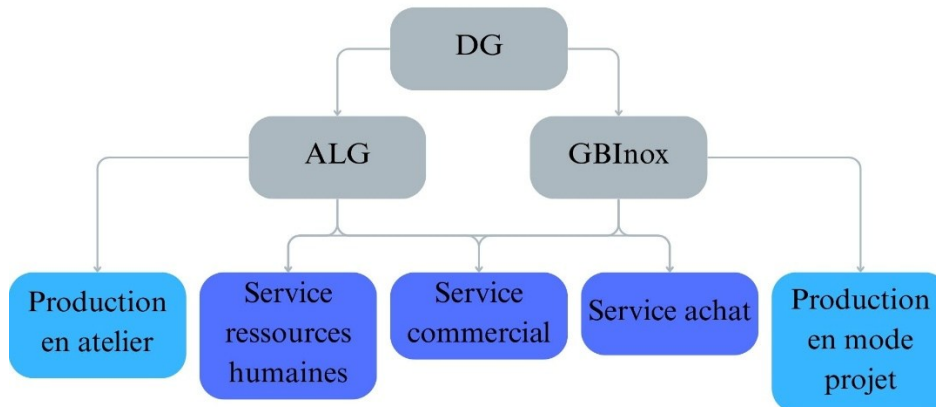 DG
ALG
GBInox
Production
en atelier
Service
ressources
humaines
Service
commercial
Service achat
Production
en mode
projet